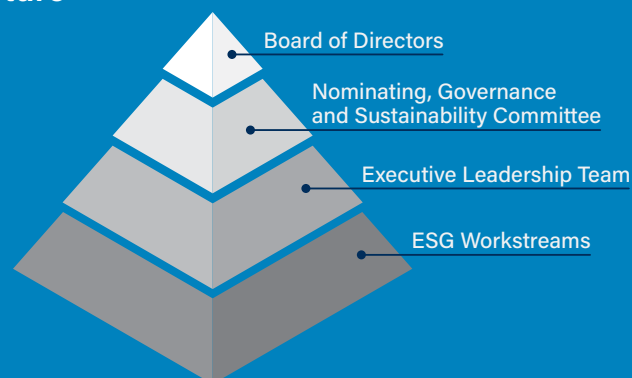 Board of Directors
Nominating, Governance
and Sustainability Committee
Executive Leadership Team
ESG Workstreams